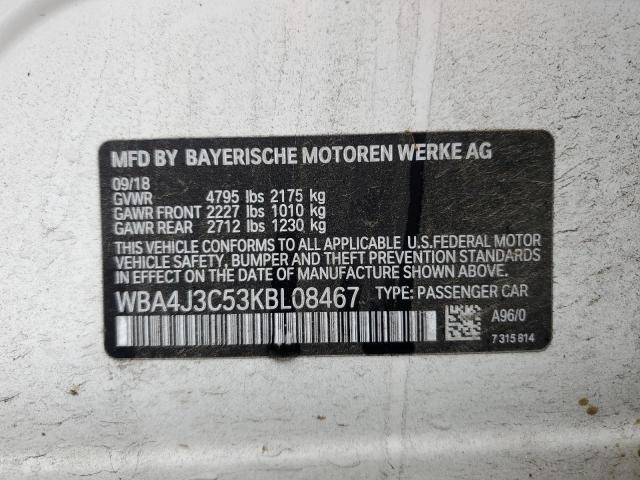 MFD BY BAYERISCHE MOTOREN WERKE AG
09/18
GVWR 4795 lbs 2175 kg
GAWR FRONT 2227 lbs 1010 kg
GAWR REAR 2712 lbs 1230 kg
THIS VEHICLE CONFORMS TO ALL APPLICABLE U.S.FEDERAL MOTOR
VEHICLE SAFETY, BUMPER, AND THEFT PREVENTION STANDARDS
IN EFFECT ON THE DATE OF MANUFACTURE SHOWN ABOVE.
WBA4J3C53KBL08467 TYPE: PASSENGER CAR
A96/0
7 315 814